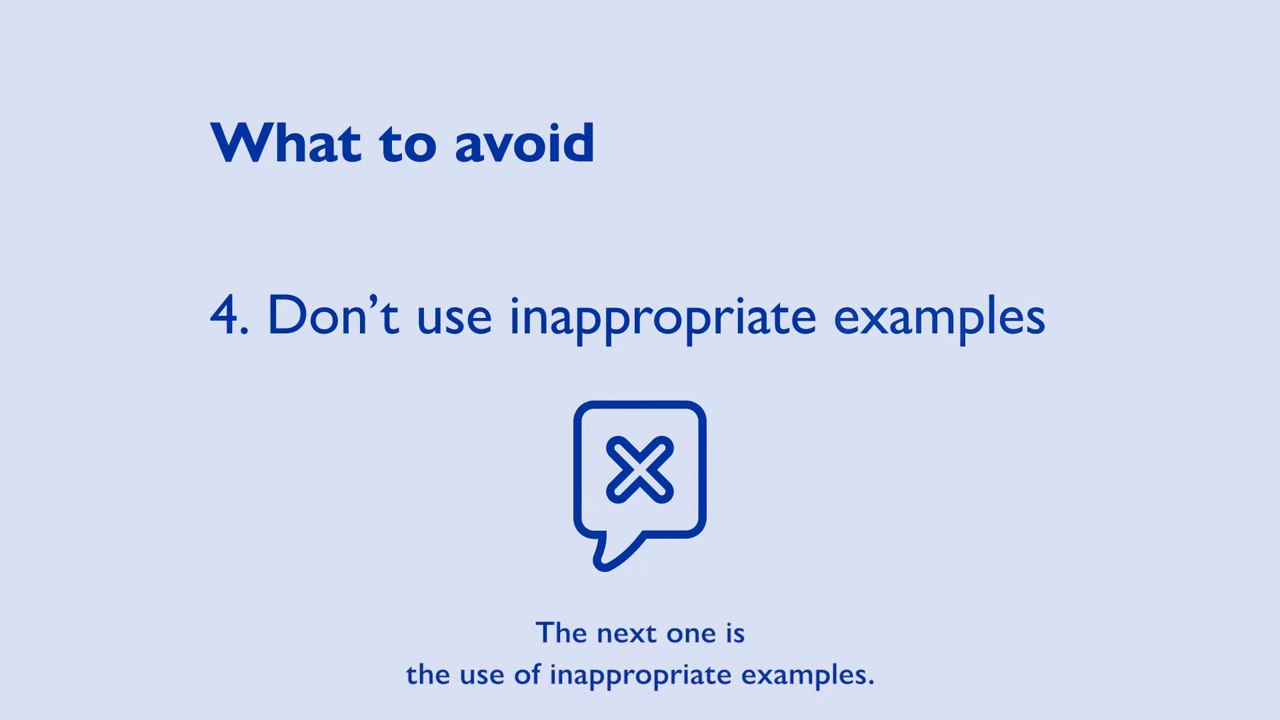 What to avoid
4. Don’t use inappropriate examples
The next one is
the use of inappropriate examples.